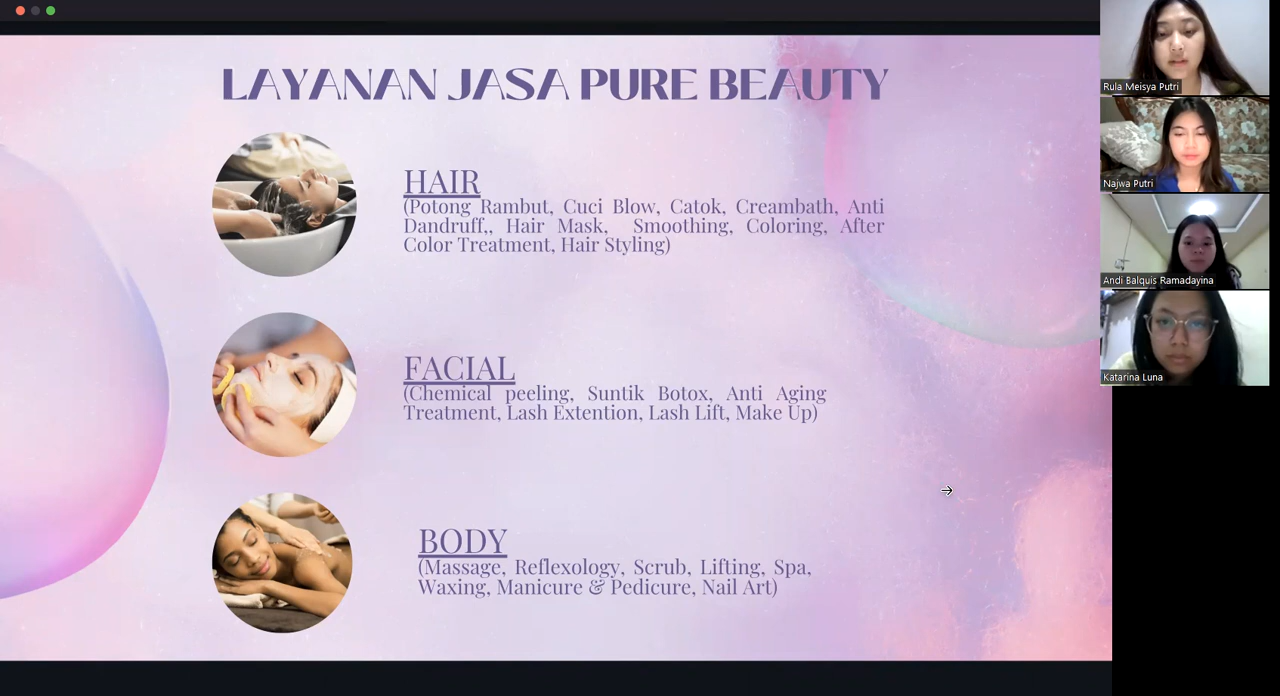 LAYANAN JASA PURE BEAUTY
HAIR
(Potong Rambut, Cuci Blow, Catok, Creambath, Anti
Dandruff,, Hair Mask, Smoothing, Coloring, After
Color Treatment, Hair Styling)
FACIAL
(Chemical peeling, Suntik Botox, Anti Aging
Treatment, Lash Extention, Lash Lift, Make Up)
BODY
(Massage, Reflexology, Scrub, Lifting, Spa,
Waxing, Manicure & Pedicure, Nail Art)
Rula Meisya Putri
Najwa Putri
Andi Balquis Ramadayina
Katarina Luna